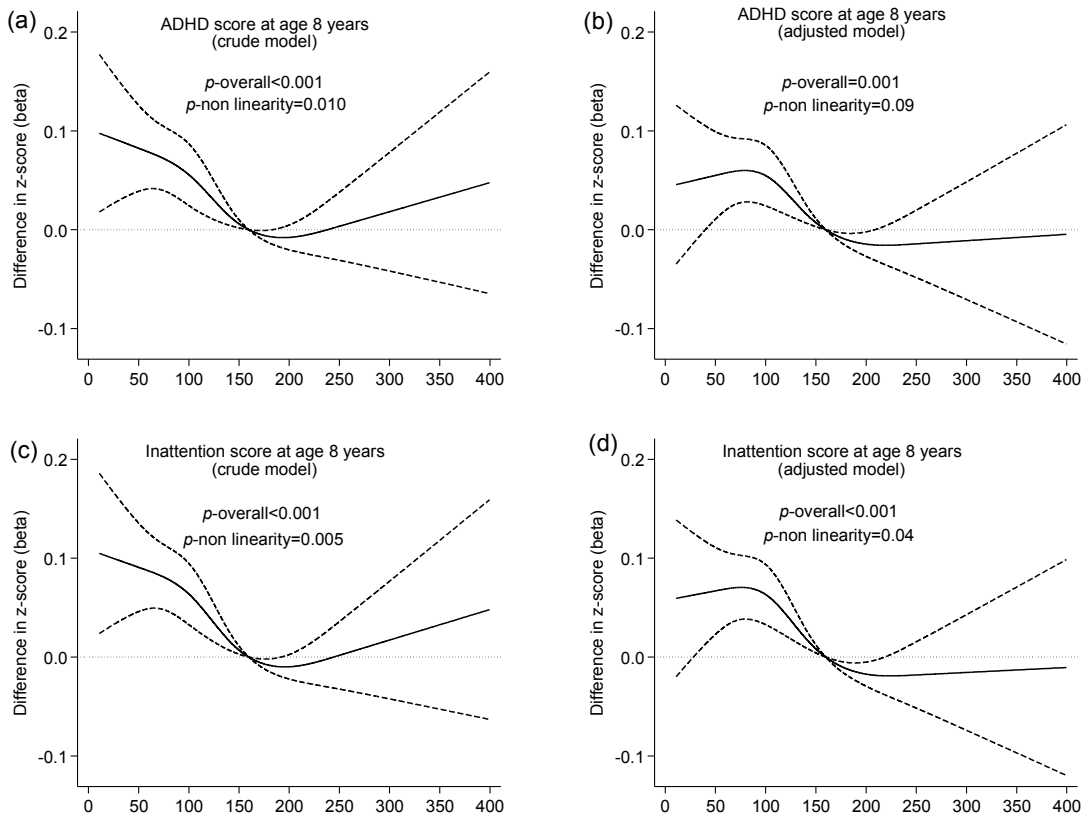 (a)
ADHD score at age 8 years
(crude model)
p-overall<0.001
p-non linearity=0.010
Difference in z-score (beta)
0.2
0.1
0.0
-0.1
0 50 100 150 200 250 300 350 400
(b)
ADHD score at age 8 years
(adjusted model)
p-overall=0.001
p-non linearity=0.09
Difference in z-score (beta)
0.2
0.1
0.0
-0.1
0 50 100 150 200 250 300 350 400
(c)
Inattention score at age 8 years
(crude model)
p-overall<0.001
p-non linearity=0.005
Difference in z-score (beta)
0.2
0.1
0.0
-0.1
0 50 100 150 200 250 300 350 400
(d)
Inattention score at age 8 years
(adjusted model)
p-overall<0.001
p-non linearity=0.04
Difference in z-score (beta)
0.2
0.1
0.0
-0.1
0 50 100 150 200 250 300 350 400